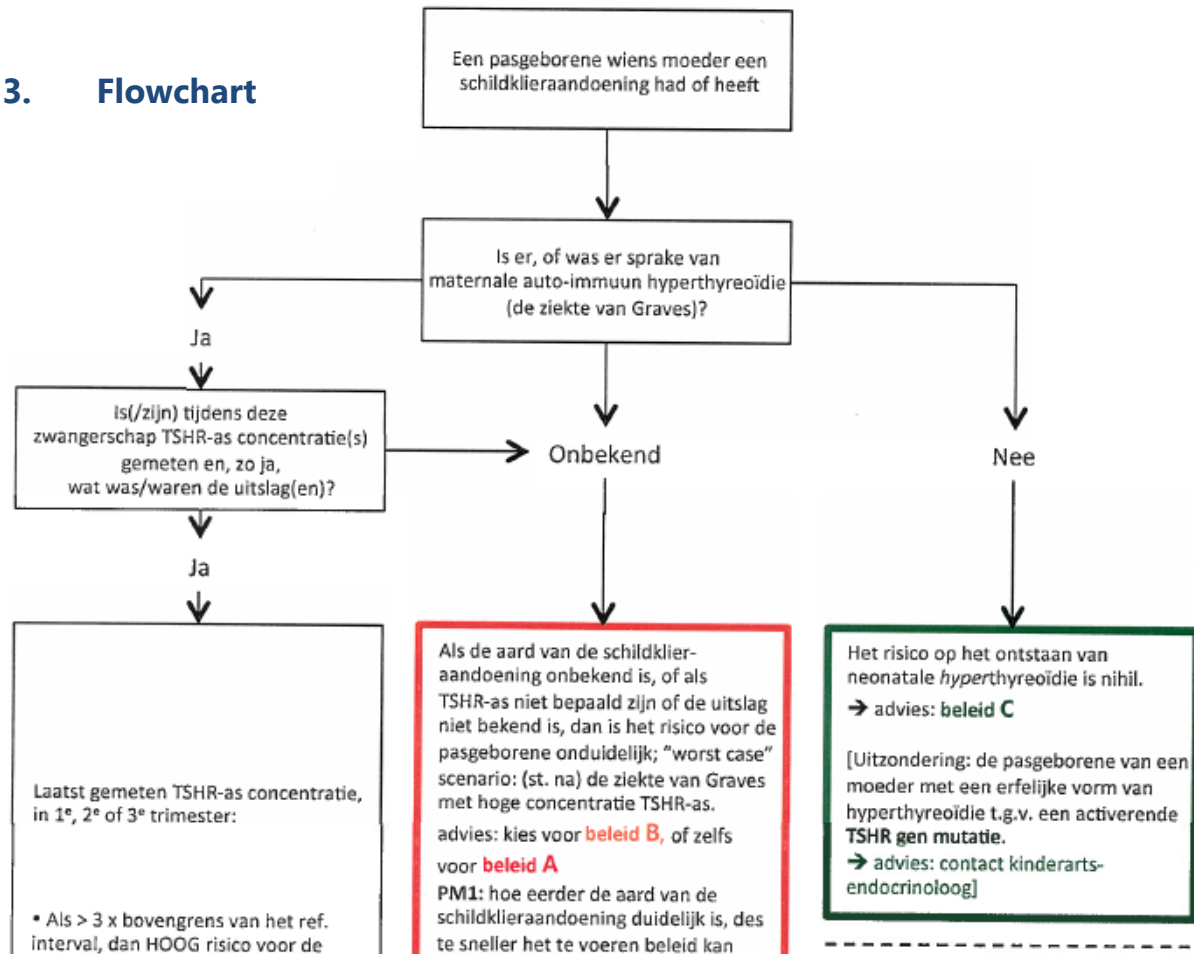 3. Flowchart
Een pasgeborene wiens moeder een
schildklieraandoening had of heeft
Is er, of was er sprake van
maternale auto-immuun hyperthyreoïdie
(de ziekte van Graves)?
Ja
Is(/zijn) tijdens deze
zwangerschap TSHR-as concentratie(s)
gemeten en, zo ja,
wat was/waren de uitslag(en)?
Onbekend
Nee
Ja
Laatst gemeten TSHR-as concentratie,
in 1e, 2e of 3e trimester:
• Als > 3 x bovengrens van het ref.
interval, dan HOOG risico voor de
Als de aard van de schildklier-
aandoening onbekend is, of als
TSHR-as niet bepaald zijn of de uitslag
niet bekend is, dan is het risico voor de
pasgeborene onduidelijk; “worst case”
scenario: (st. na) de ziekte van Graves
met hoge concentratie TSHR-as.
advies: kies voor beleid B, of zelfs
voor beleid A
PM1: hoe eerder de aard van de
schildklieraandoening duidelijk is, des
te sneller het te voeren beleid kan
Het risico op het ontstaan van
neonatale hyperthyreoïdie is nihil.
➔ advies: beleid C
[Uitzondering: de pasgeborene van een
moeder met een erfelijke vorm van
hyperthyreoïdie t.g.v. een activerende
TSHR gen mutatie.
➔ advies: contact kinderarts-
endocrinoloog]